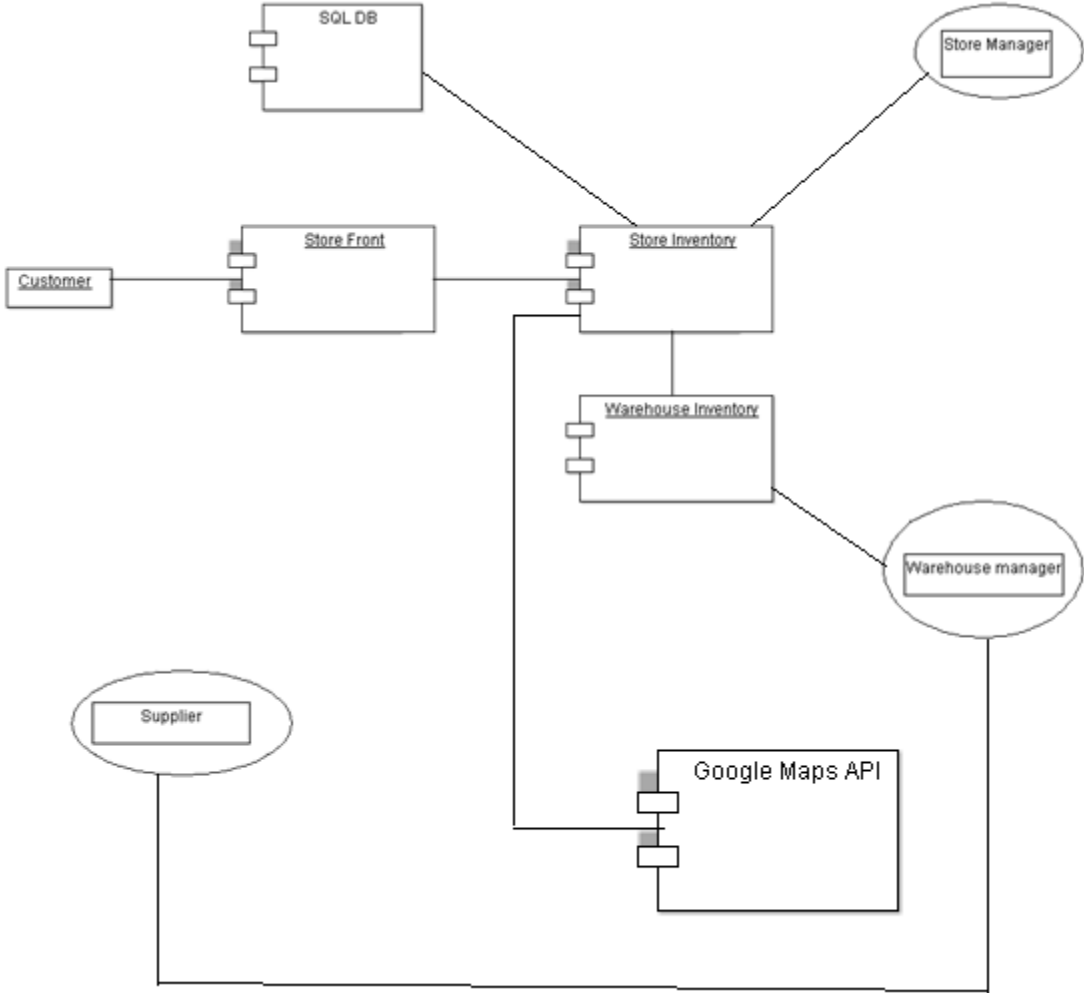 SQL DB
Store Manager
Store Front
Store Inventory
Customer
Warehouse Inventory
Warehouse manager
Supplier
Google Maps API